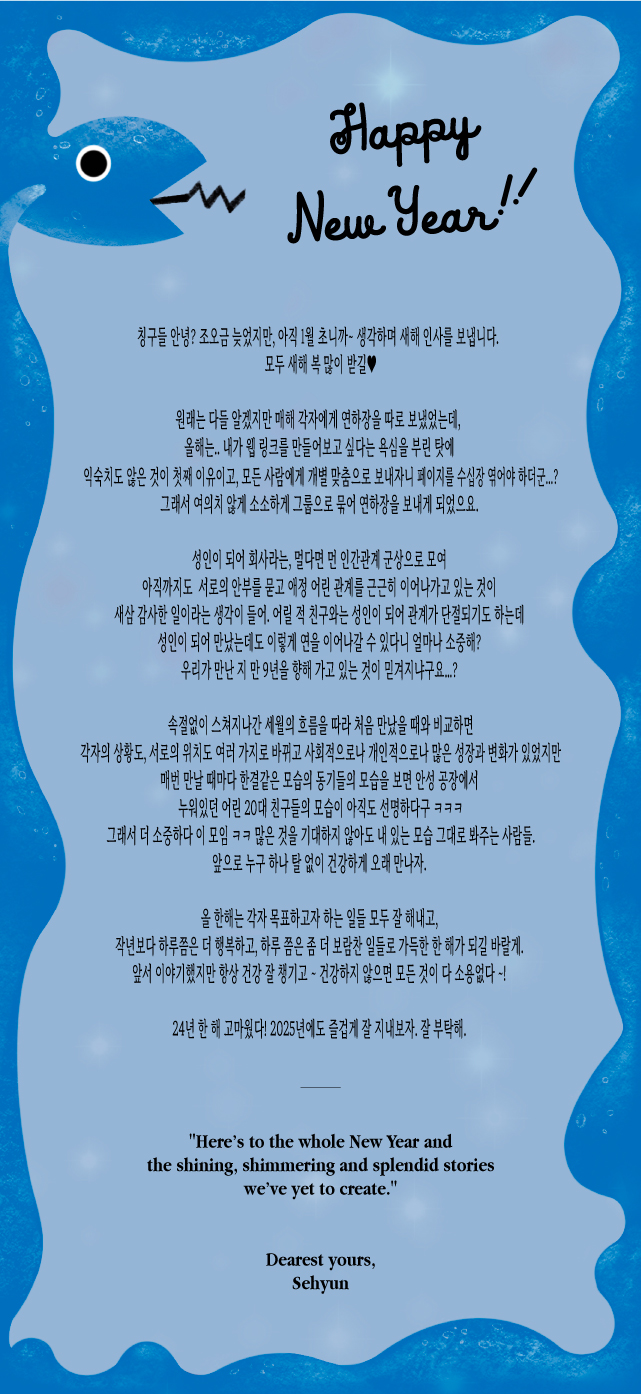 Happy
New Year!!
칭구들 안녕? 조오금 늦었지만, 아직 1월 초니까~ 생각하며 새해 인사를 보냅니다.
모두 새해 복 많이 받길♥
원래는 다들 알겠지만 매해 각자에게 연하장을 따로 보냈었는데,
올해는.. 내가 웹 링크를 만들어보고 싶다는 욕심을 부린 탓에
익숙치도 않은 것이 첫째 이유이고, 모든 사람에게 개별 맞춤으로 보내자니 페이지를 수십장 엮어야 하더군...?
그래서 여의치 않게 소소하게 그룹으로 묶어 연하장을 보내게 되었으요.
성인이 되어 회사라는, 멀다면 먼 인간관계 군상으로 모여
아직까지도 서로의 안부를 묻고 애정 어린 관계를 근근히 이어나가고 있는 것이
새삼 감사한 일이라는 생각이 들어. 어릴 적 친구와는 성인이 되어 관계가 단절되기도 하는데
성인이 되어 만났는데도 이렇게 연을 이어나갈 수 있다니 얼마나 소중해?
우리가 만난 지 만 9년을 향해 가고 있는 것이 믿겨지냐구요...?
속절없이 스쳐지나간 세월의 흐름을 따라 처음 만났을 때와 비교하면
각자의 상황도, 서로의 위치도 여러 가지로 바뀌고 사회적으로나 개인적으로나 많은 성장과 변화가 있었지만
매번 만날 때마다 한결같은 모습의 동기들의 모습을 보면 안성 공장에서
누워있던 어린 20대 친구들의 모습이 아직도 선명하다구 ㅋㅋㅋ
그래서 더 소중하다 이 모임 ㅋㅋ 많은 것을 기대하지 않아도 내 있는 모습 그대로 봐주는 사람들.
앞으로 누구 하나 탈 없이 건강하게 오래 만나자.
올 한해는 각자 목표하고자 하는 일들 모두 잘 해내고,
작년보다 하루쯤은 더 행복하고, 하루 쯤은 좀 더 보람찬 일들로 가득한 한 해가 되길 바랄게.
앞서 이야기했지만 항상 건강 잘 챙기고 ~ 건강하지 않으면 모든 것이 다 소용없다 ~!
24년 한 해 고마웠다! 2025년에도 즐겁게 잘 지내보자. 잘 부탁해.
"Here's to the whole New Year and
the shining, shimmering and splendid stories
we've yet to create."
Dearest yours,
Sehyun